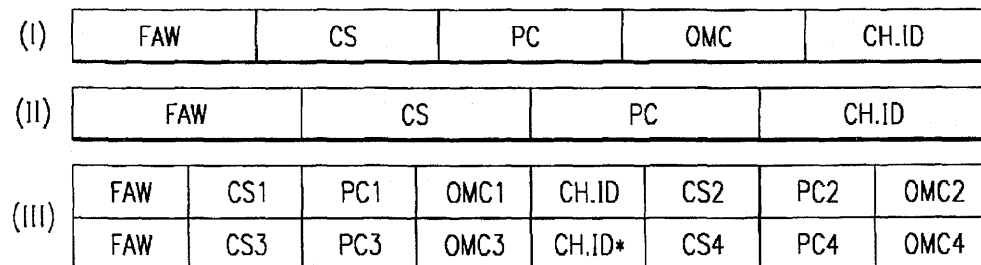 (I) FAW CS PC OMC CH.ID
(II) FAW CS PC CH.ID
(III) FAW CS1 PC1 OMC1 CH.ID CS2 PC2 OMC2
FAW CS3 PC3 OMC3 CH.ID* CS4 PC4 OMC4